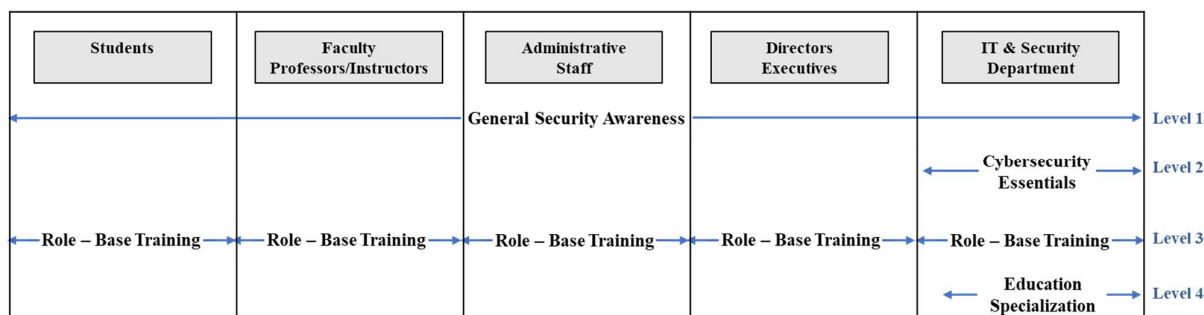 Students
Faculty
Professors/Instructors
Administrative
Staff
Directors
Executives
IT & Security
Department
General Security Awareness
Level 1
Cybersecurity
Essentials
Level 2
Role – Base Training
Role – Base Training
Role – Base Training
Role – Base Training
Role – Base Training
Level 3
Education
Specialization
Level 4